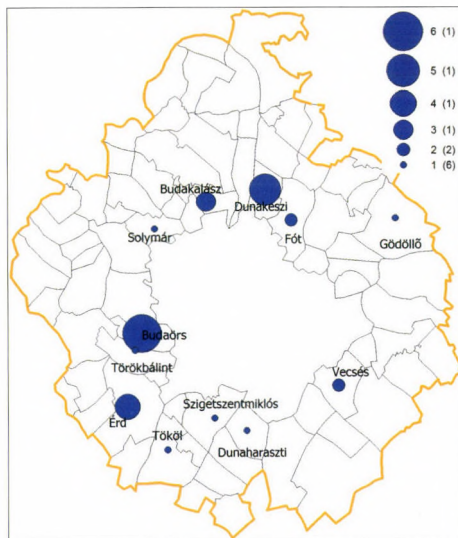 6 (1)
5 (1)
4 (1)
3 (1)
2 (2)
1 (6)
Budakalász
Dunakeszi
Solymár
Fót
Gödöllő
Budaörs
Törökbálint
Vecsés
Érd
Szigetszentmiklós
Tököl
Dunaharaszti